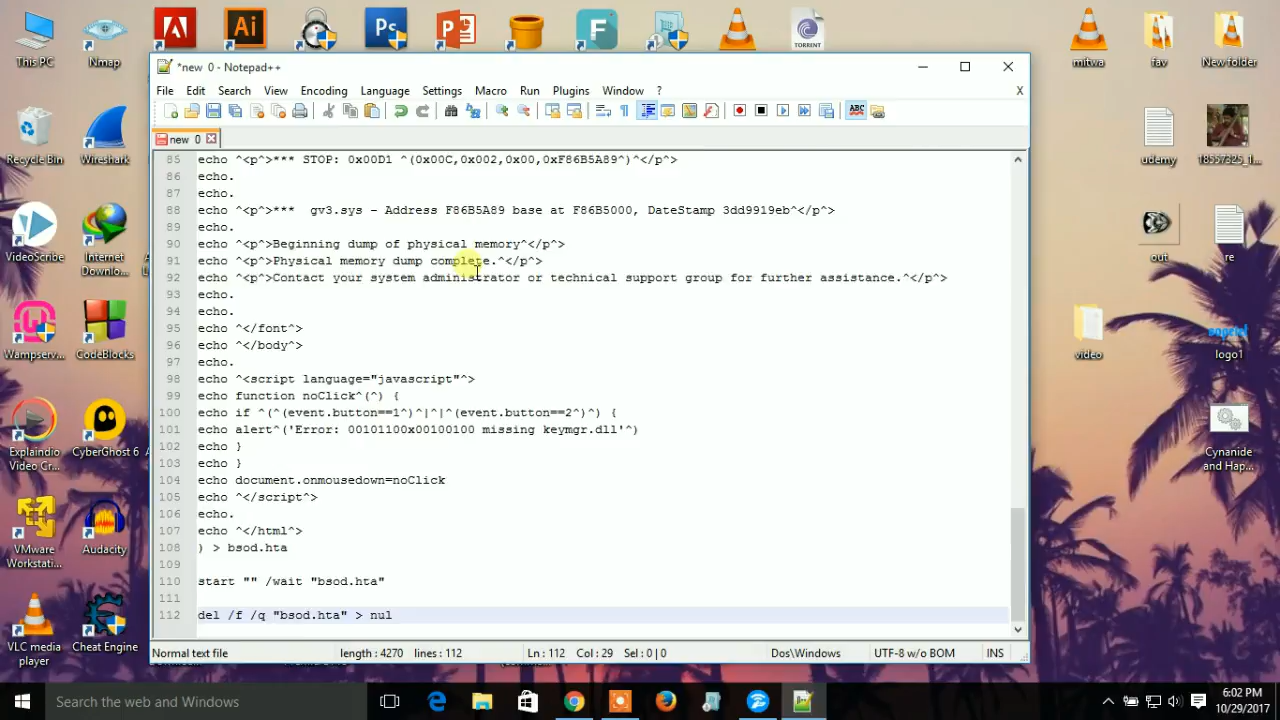 This PC
Nmap
Ai
Ps
P
F
TORRENT
mitwa
fav
New folder
*new 0 - Notepad++
File Edit Search View Encoding Language Settings Macro Run Plugins Window ? X
ABC
new 0
85 echo ^<p^>*** STOP: 0x00D1 ^(0x00C,0x002,0x00,0xF86B5A89^)^</p^>
86 echo.
87 echo.
88 echo ^<p^>***  gv3.sys - Address F86B5A89 base at F86B5000, DateStamp 3dd9919eb^</p^>
89 echo.
90 echo ^<p^>Beginning dump of physical memory^</p^>
91 echo ^<p^>Physical memory dump complete.^</p^>
92 echo ^<p^>Contact your system administrator or technical support group for further assistance.^</p^>
93 echo.
94 echo.
95 echo ^</font^>
96 echo ^</body^>
97 echo.
98 echo ^<script language="javascript"^>
99 echo function noClick^(^) {
100 echo if ^(^(event.button==1^)^|^|^(event.button==2^)^) {
101 echo alert^('Error: 00101100x00100100 missing keymgr.dll'^)
102 echo }
103 echo }
104 echo document.onmousedown=noClick
105 echo ^</script^>
106 echo.
107 echo ^</html^>
108 ) > bsod.hta
109
110 start "" /wait "bsod.hta"
111
112 del /f /q "bsod.hta" > nul
Normal text file length : 4270 lines : 112 Ln : 112 Col : 29 Sel : 0 | 0 Dos\Windows UTF-8 w/o BOM INS
Recycle Bin
Wireshark
VideoScribe
Internet
Downlo...
Wampserv...
CodeBlocks
Explaindio
Video Cr...
CyberGhost 6
VMware
Workstati...
Audacity
VLC media
player
Cheat Engine
udemy
18557325_1...
out
re
video
logo1
Cynanide
and Hap...
Search the web and Windows
6:02 PM
10/29/2017